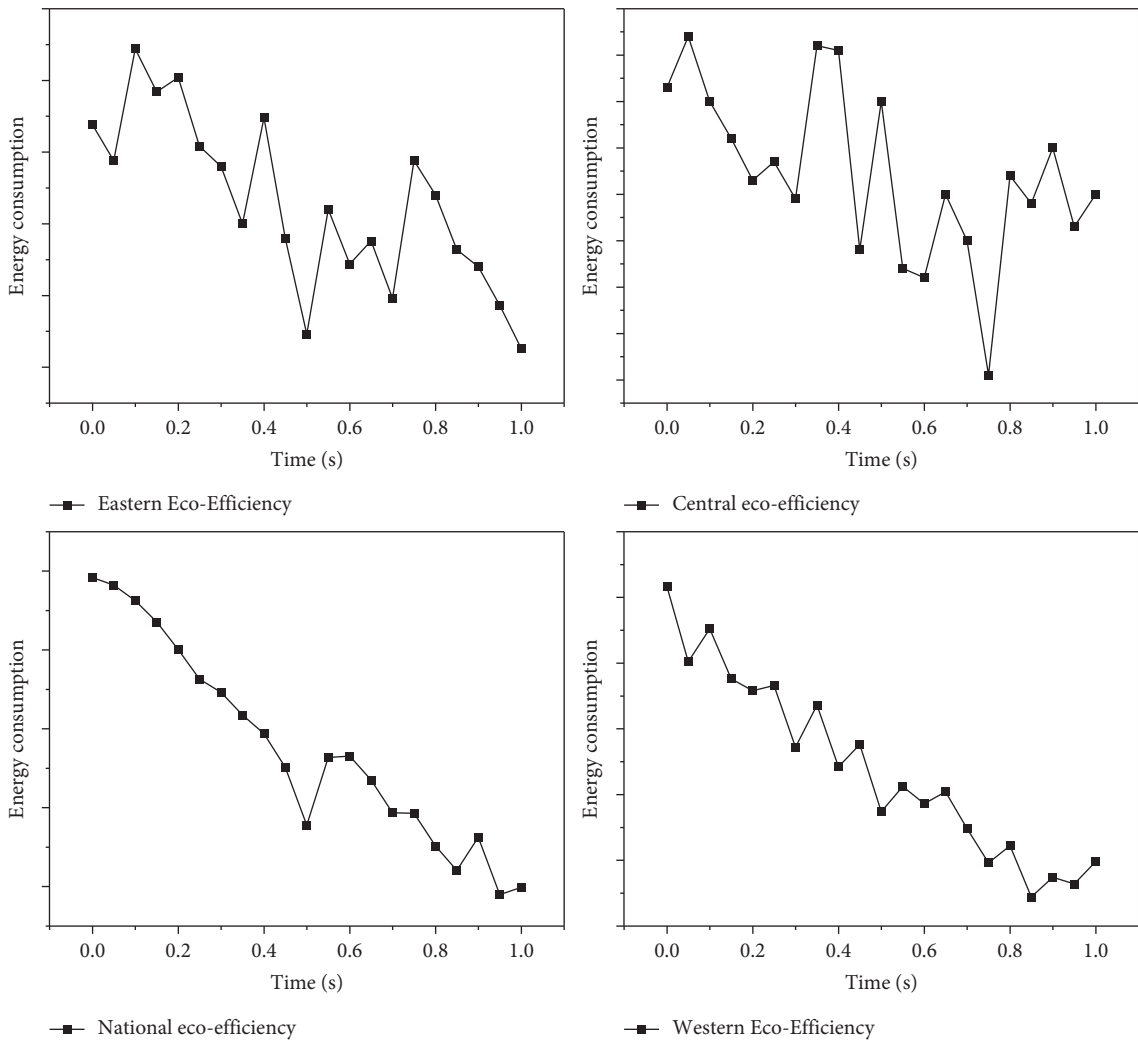 Energy consumption
0.0 0.2 0.4 0.6 0.8 1.0
Time (s)
Eastern Eco-Efficiency
Energy consumption
0.0 0.2 0.4 0.6 0.8 1.0
Time (s)
Central eco-efficiency
Energy consumption
0.0 0.2 0.4 0.6 0.8 1.0
Time (s)
National eco-efficiency
Energy consumption
0.0 0.2 0.4 0.6 0.8 1.0
Time (s)
Western Eco-Efficiency